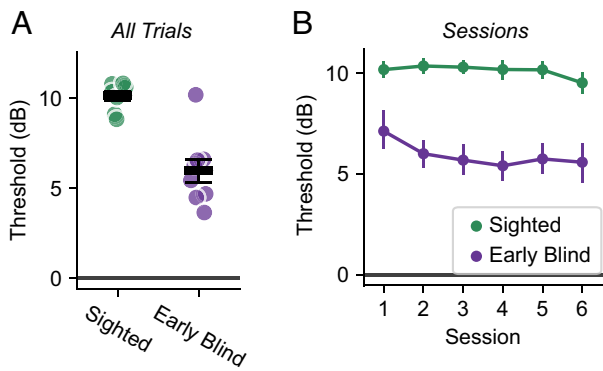 A
All Trials
Threshold (dB)
10
5
0
Sighted
Early Blind
B
Sessions
Threshold (dB)
10
5
0
Sighted
Early Blind
1 2 3 4 5 6
Session